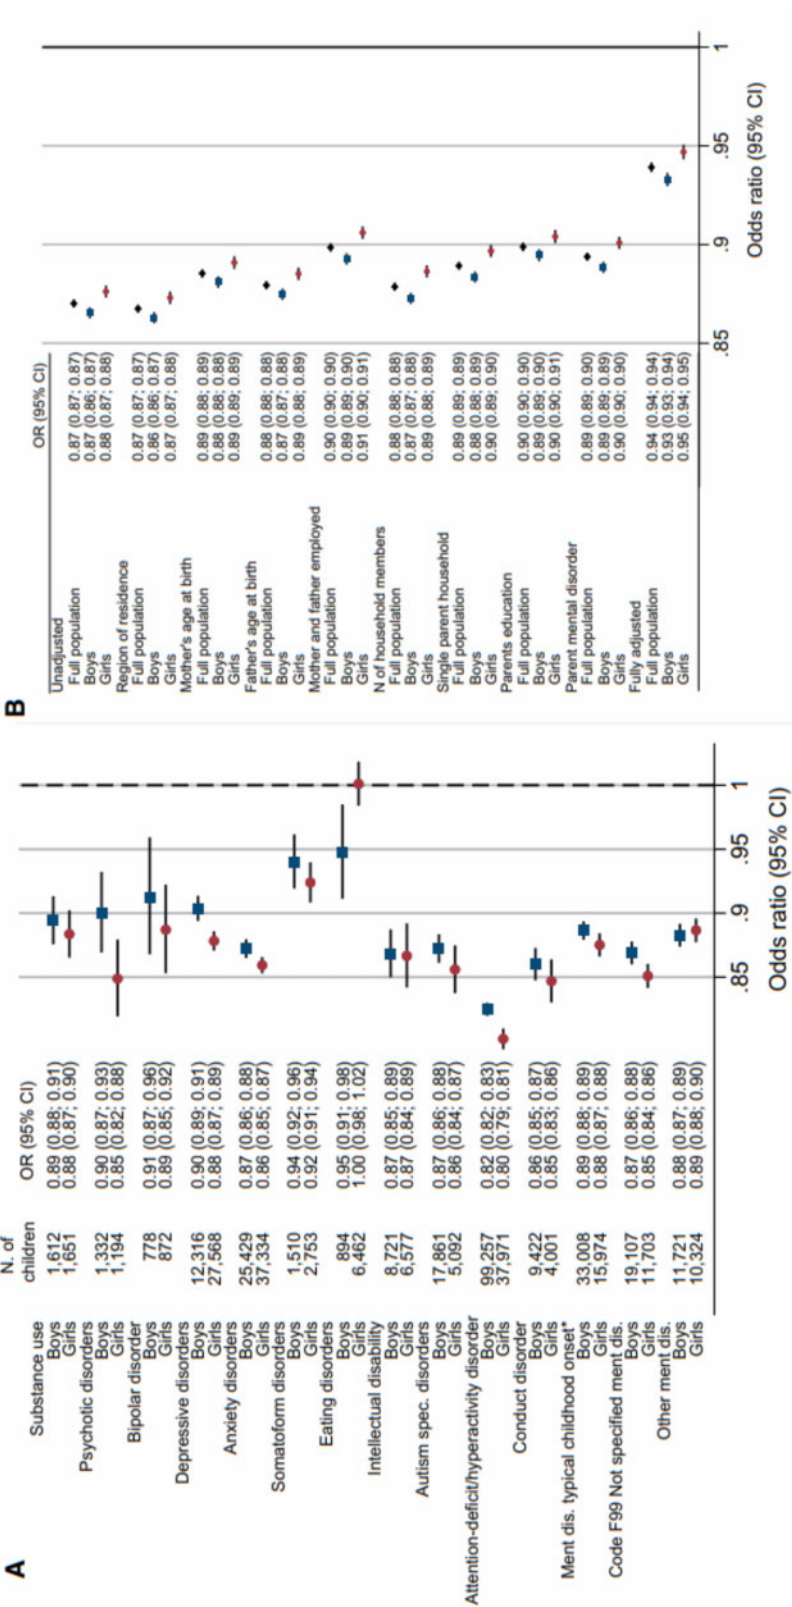 A
N. of
children OR (95% CI)
Substance use
Boys 1,612 0.89 (0.88; 0.91)
Girls 1,651 0.88 (0.87; 0.90)
Psychotic disorders
Boys 1,332 0.90 (0.87; 0.93)
Girls 1,194 0.85 (0.82; 0.88)
Bipolar disorder
Boys 778 0.91 (0.87; 0.96)
Girls 872 0.89 (0.85; 0.92)
Depressive disorders
Boys 12,316 0.90 (0.89; 0.91)
Girls 27,568 0.88 (0.87; 0.89)
Anxiety disorders
Boys 25,429 0.87 (0.86; 0.88)
Girls 37,334 0.86 (0.85; 0.87)
Somatoform disorders
Boys 1,510 0.94 (0.92; 0.96)
Girls 2,753 0.92 (0.91; 0.94)
Eating disorders
Boys 894 0.95 (0.91; 0.98)
Girls 6,462 1.00 (0.98; 1.02)
Intellectual disability
Boys 8,721 0.87 (0.85; 0.89)
Girls 6,577 0.87 (0.84; 0.89)
Autism spec. disorders
Boys 17,861 0.87 (0.86; 0.88)
Girls 5,092 0.86 (0.84; 0.87)
Attention-deficit/hyperactivity disorder
Boys 99,257 0.82 (0.82; 0.83)
Girls 37,971 0.80 (0.79; 0.81)
Conduct disorder
Boys 9,422 0.86 (0.85; 0.87)
Girls 4,001 0.85 (0.83; 0.86)
Ment dis. typical childhood onset*
Boys 33,008 0.89 (0.88; 0.89)
Girls 15,974 0.88 (0.87; 0.88)
Code F99 Not specified ment dis.
Boys 19,107 0.87 (0.86; 0.88)
Girls 11,703 0.85 (0.84; 0.86)
Other ment dis.
Boys 11,721 0.88 (0.87; 0.89)
Girls 10,324 0.89 (0.88; 0.90)
.85 .9 .95 1
Odds ratio (95% CI)
B
OR (95% CI)
Unadjusted
Full population 0.87 (0.87; 0.87)
Boys 0.87 (0.86; 0.87)
Girls 0.88 (0.87; 0.88)
Region of residence
Full population 0.87 (0.87; 0.87)
Boys 0.86 (0.86; 0.87)
Girls 0.87 (0.87; 0.88)
Mother's age at birth
Full population 0.89 (0.88; 0.89)
Boys 0.88 (0.88; 0.88)
Girls 0.89 (0.89; 0.89)
Father's age at birth
Full population 0.88 (0.88; 0.88)
Boys 0.87 (0.87; 0.88)
Girls 0.89 (0.88; 0.89)
Mother and father employed
Full population 0.90 (0.90; 0.90)
Boys 0.89 (0.89; 0.90)
Girls 0.91 (0.90; 0.91)
N of household members
Full population 0.88 (0.88; 0.88)
Boys 0.87 (0.87; 0.88)
Girls 0.89 (0.88; 0.89)
Single parent household
Full population 0.89 (0.89; 0.89)
Boys 0.88 (0.88; 0.89)
Girls 0.90 (0.89; 0.90)
Parents education
Full population 0.90 (0.90; 0.90)
Boys 0.89 (0.89; 0.90)
Girls 0.90 (0.90; 0.91)
Parent mental disorder
Full population 0.89 (0.89; 0.90)
Boys 0.89 (0.89; 0.89)
Girls 0.90 (0.90; 0.90)
Fully adjusted
Full population 0.94 (0.94; 0.94)
Boys 0.93 (0.93; 0.94)
Girls 0.95 (0.94; 0.95)
.85 .9 .95 1
Odds ratio (95% CI)